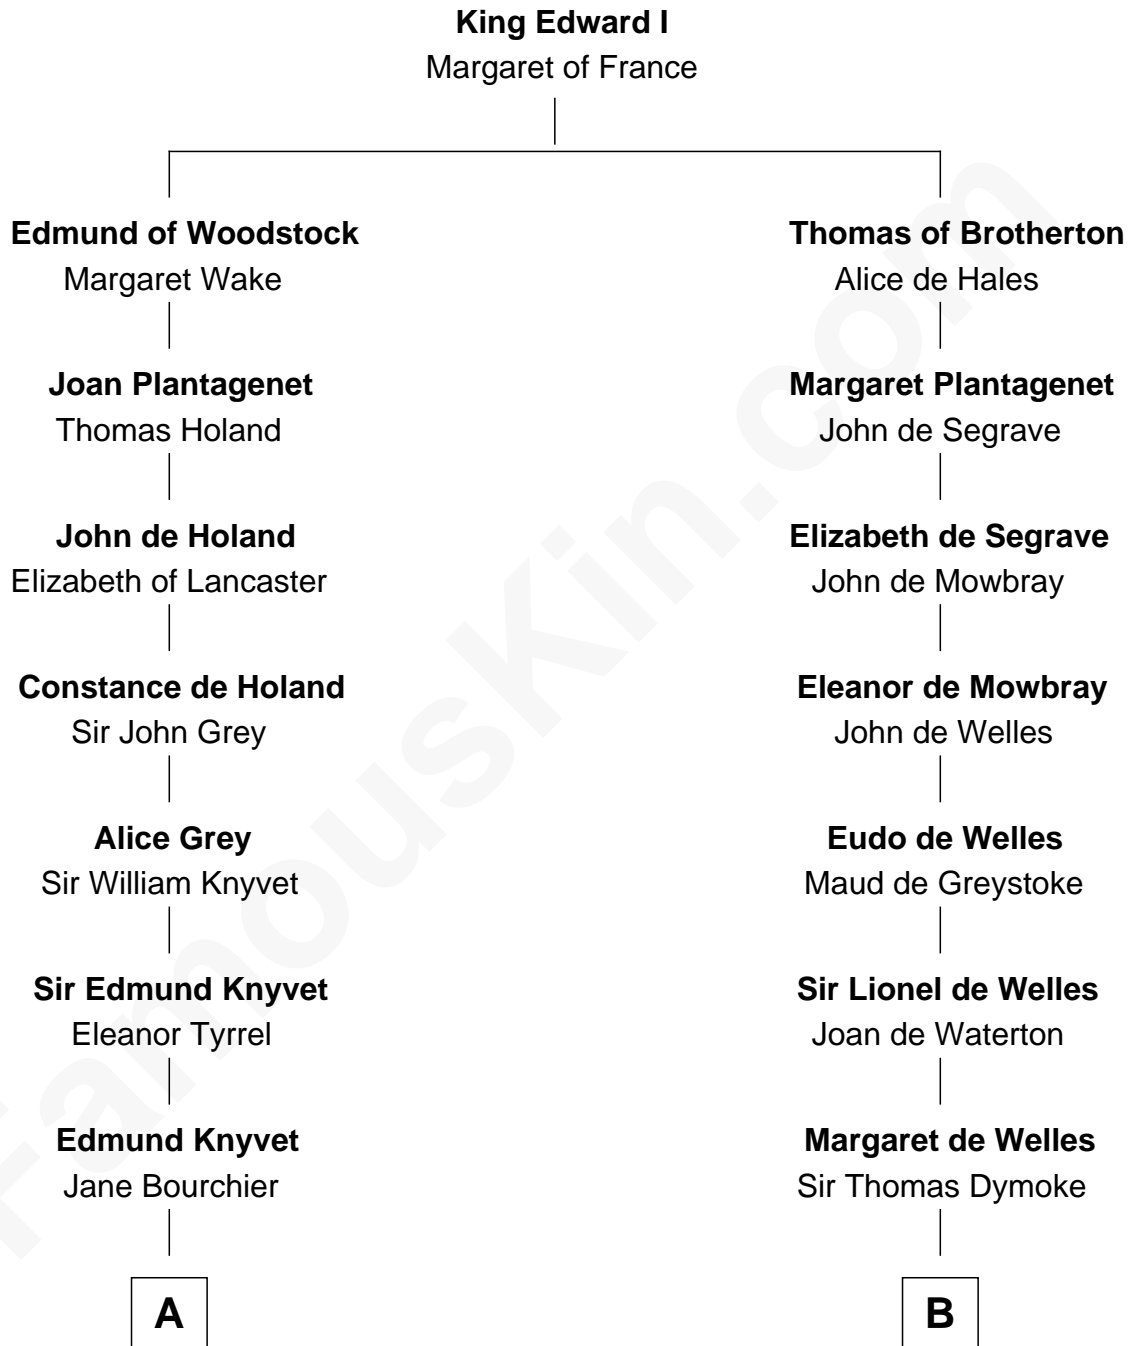 King Edward I
Margaret of France
Edmund of Woodstock
Margaret Wake
Thomas of Brotherton
Alice de Hales
Joan Plantagenet
Thomas Holand
Margaret Plantagenet
John de Segrave
John de Holand
Elizabeth of Lancaster
Elizabeth de Segrave
John de Mowbray
Constance de Holand
Sir John Grey
Eleanor de Mowbray
John de Welles
Alice Grey
Sir William Knyvet
Eudo de Welles
Maud de Greystoke
Sir Edmund Knyvet
Eleanor Tyrrel
Sir Lionel de Welles
Joan de Waterton
Edmund Knyvet
Jane Bourchier
Margaret de Welles
Sir Thomas Dymoke
A
B
FamousKin.com